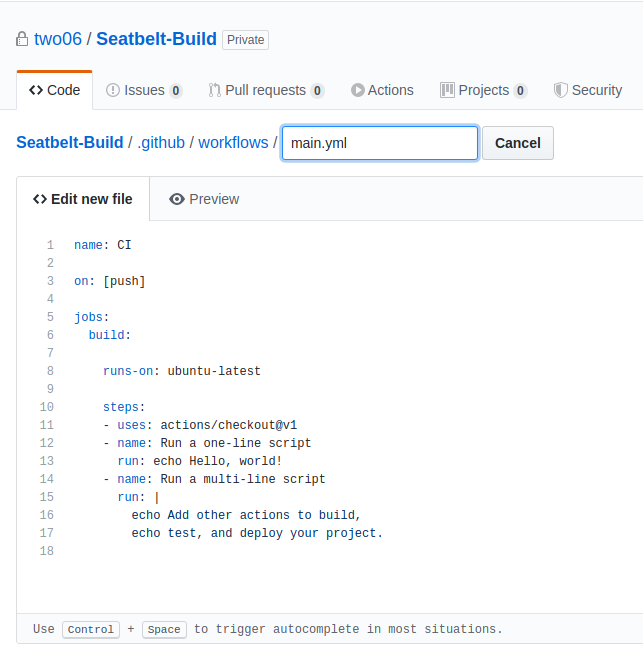 two06 / Seatbelt-Build Private
Code Issues 0 Pull requests 0 Actions Projects 0 Security
Seatbelt-Build / .github / workflows / main.yml Cancel
Edit new file Preview
1 name: CI
2
3 on: [push]
4
5 jobs:
6 build:
7
8 runs-on: ubuntu-latest
9
10 steps:
11 - uses: actions/checkout@v1
12 - name: Run a one-line script
13 run: echo Hello, world!
14 - name: Run a multi-line script
15 run: |
16 echo Add other actions to build,
17 echo test, and deploy your project.
18
Use Control + Space to trigger autocomplete in most situations.